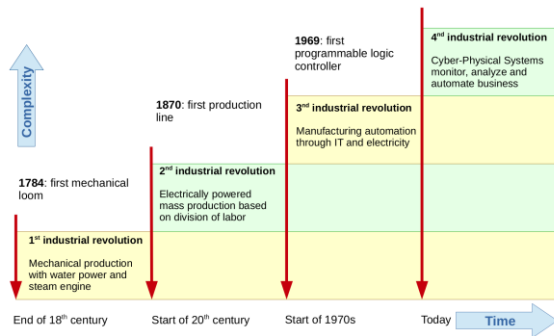 Complexity
1784: first mechanical
loom
1870: first production
line
1969: first
programmable logic
controller
1st industrial revolution
Mechanical production
with water power and
steam engine
2nd industrial revolution
Electrically powered
mass production based
on division of labor
3nd industrial revolution
Manufacturing automation
through IT and electricity
4nd industrial revolution
Cyber-Physical Systems
monitor, analyze and
automate business
End of 18th century
Start of 20th century
Start of 1970s
Today
Time